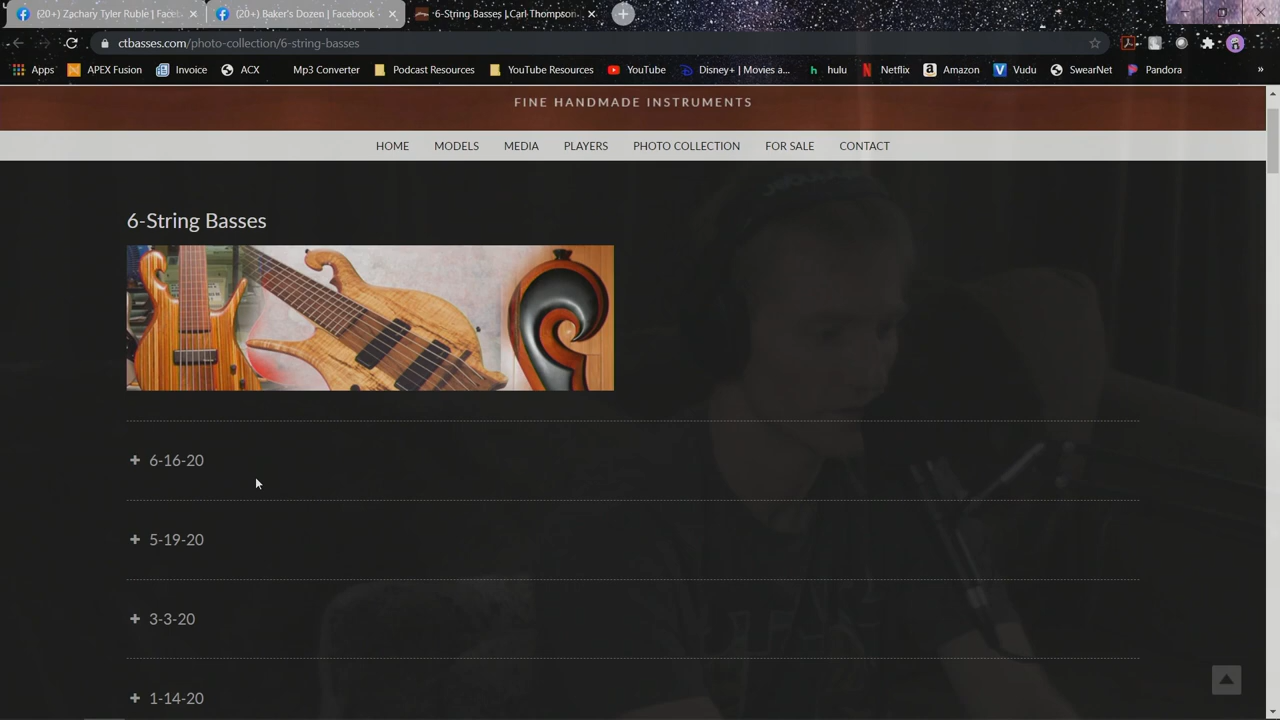 (20+) Zachary Tyler Ruble | Faceb
(20+) Baker's Dozen | Facebook
6-String Basses | Carl Thompson
ctbasses.com/photo-collection/6-string-basses
Apps APEX Fusion Invoice ACX Mp3 Converter Podcast Resources YouTube Resources YouTube Disney+ | Movies a... hulu Netflix Amazon Vudu SwearNet Pandora »
FINE HANDMADE INSTRUMENTS
HOME MODELS MEDIA PLAYERS PHOTO COLLECTION FOR SALE CONTACT
6-String Basses
+ 6-16-20
+ 5-19-20
+ 3-3-20
+ 1-14-20